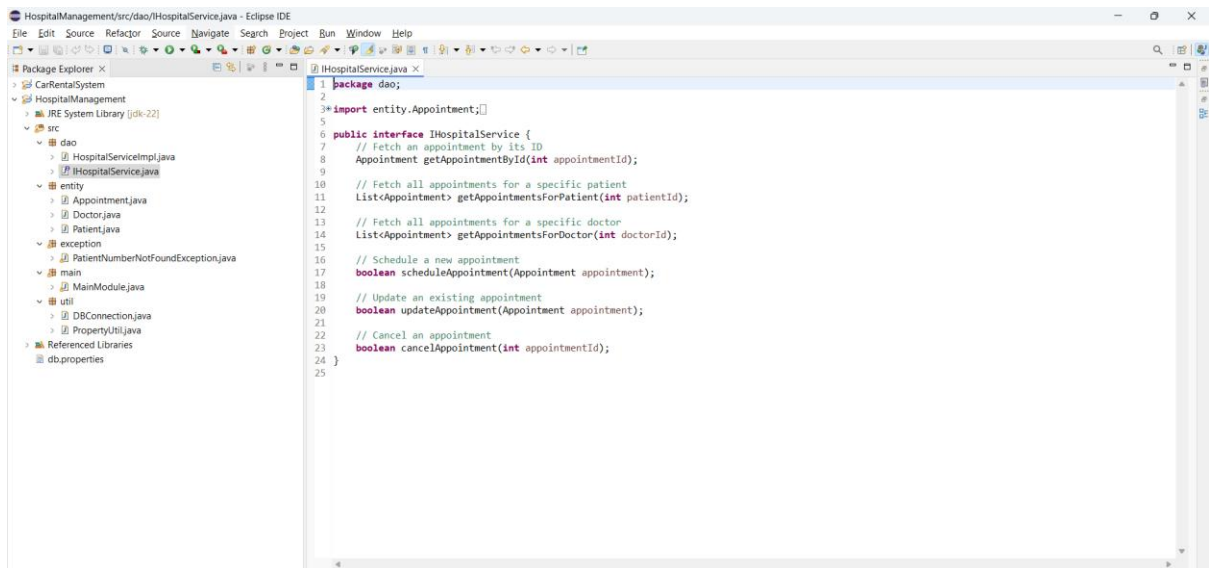 HospitalManagement/src/dao/IHospitalService.java - Eclipse IDE
File Edit Source Refactor Source Navigate Search Project Run Window Help
Package Explorer
CarRentalSystem
HospitalManagement
JRE System Library [jdk-22]
src
dao
HospitalServiceImpl.java
IHospitalService.java
entity
Appointment.java
Doctor.java
Patient.java
exception
PatientNumberNotFoundException.java
main
MainModule.java
util
DBConnection.java
PropertyUtil.java
Referenced Libraries
db.properties
IHospitalService.java
1 package dao;
2
3 import entity.Appointment;
5
6 public interface IHospitalService {
7 // Fetch an appointment by its ID
8 Appointment getAppointmentById(int appointmentId);
9
10 // Fetch all appointments for a specific patient
11 List<Appointment> getAppointmentsForPatient(int patientId);
12
13 // Fetch all appointments for a specific doctor
14 List<Appointment> getAppointmentsForDoctor(int doctorId);
15
16 // Schedule a new appointment
17 boolean scheduleAppointment(Appointment appointment);
18
19 // Update an existing appointment
20 boolean updateAppointment(Appointment appointment);
21
22 // Cancel an appointment
23 boolean cancelAppointment(int appointmentId);
24 }
25